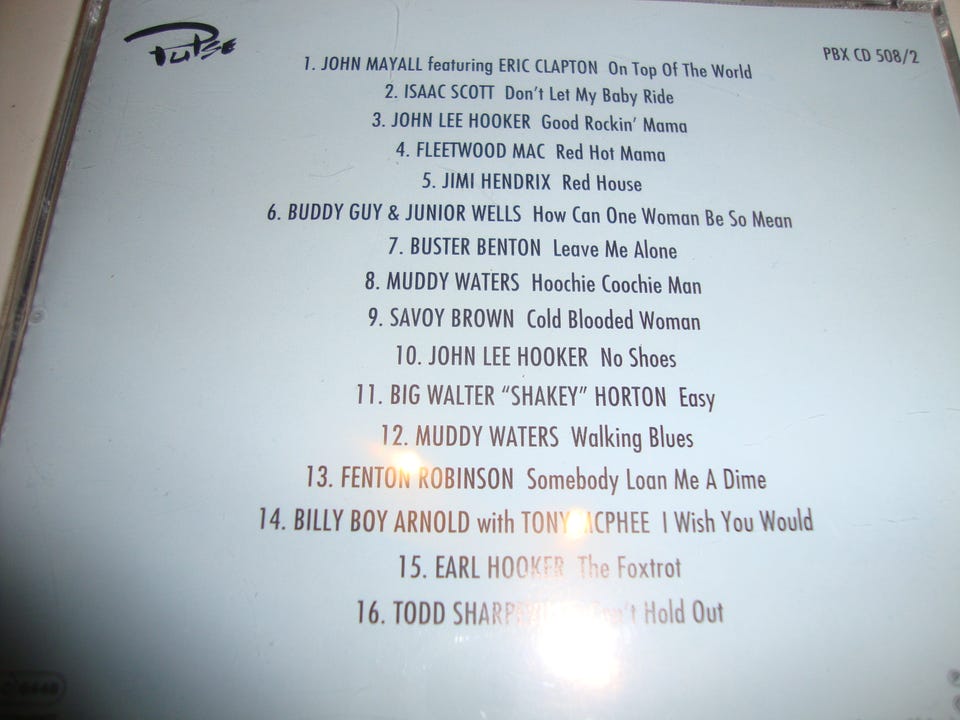 Pulse
PBX CD 508/2
1. JOHN MAYALL featuring ERIC CLAPTON On Top Of The World
2. ISAAC SCOTT Don't Let My Baby Ride
3. JOHN LEE HOOKER Good Rockin' Mama
4. FLEETWOOD MAC Red Hot Mama
5. JIMI HENDRIX Red House
6. BUDDY GUY & JUNIOR WELLS How Can One Woman Be So Mean
7. BUSTER BENTON Leave Me Alone
8. MUDDY WATERS Hoochie Coochie Man
9. SAVOY BROWN Cold Blooded Woman
10. JOHN LEE HOOKER No Shoes
11. BIG WALTER “SHAKEY” HORTON Easy
12. MUDDY WATERS Walking Blues
13. FENTON ROBINSON Somebody Loan Me A Dime
14. BILLY BOY ARNOLD with TONY MCPHEE I Wish You Would
15. EARL HOOKER The Foxtrot
16. TODD Hold Out